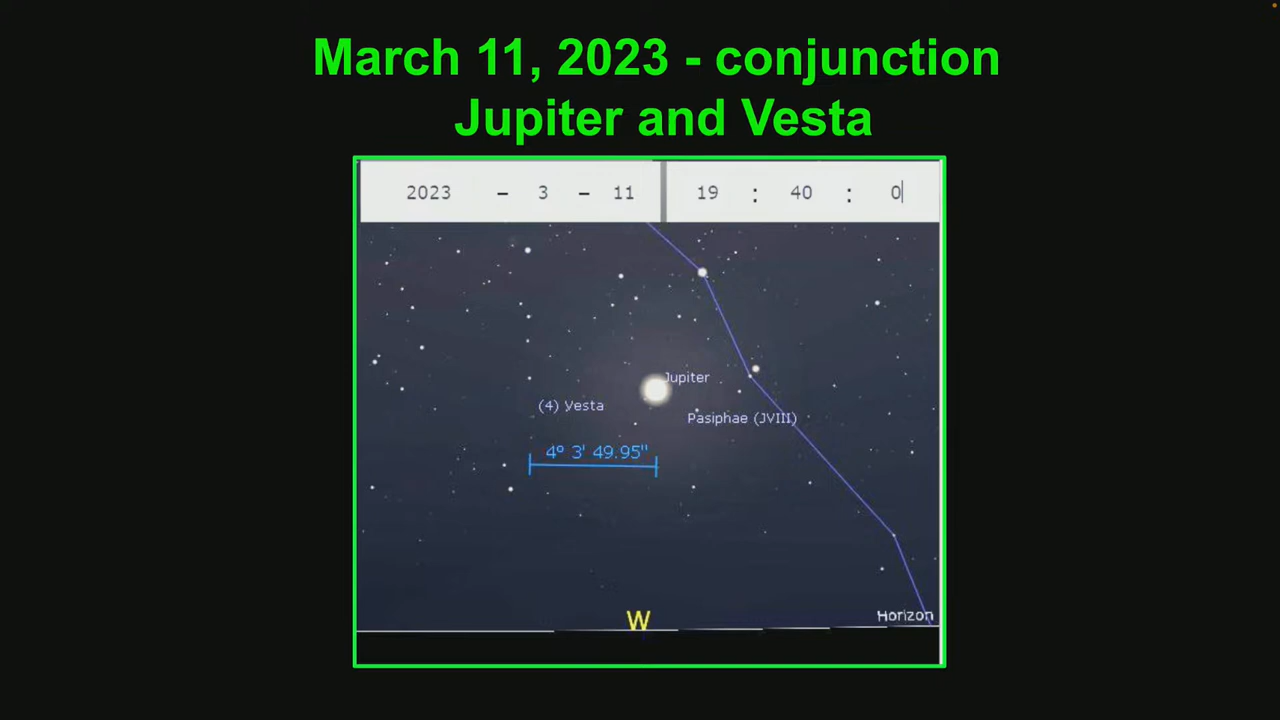 March 11, 2023 - conjunction
Jupiter and Vesta
2023 - 3 - 11 19 : 40 : 0
Jupiter
(4) Vesta
Pasiphae (JVIII)
4° 3' 49.95"
Horizon
W